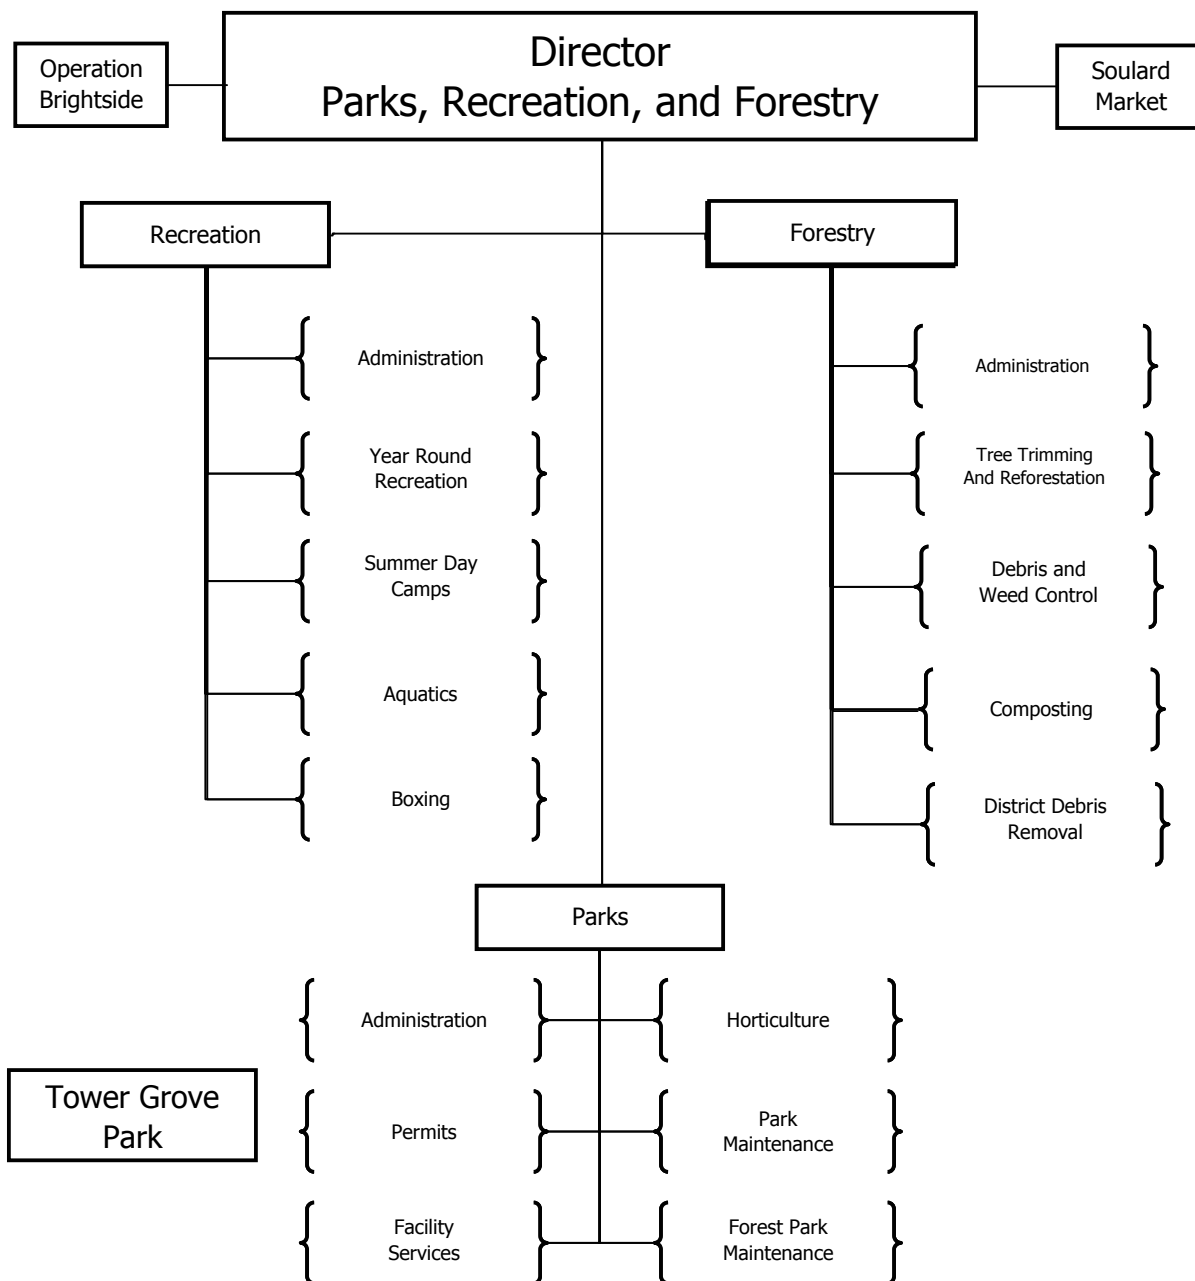 Operation
Brightside
Director
Parks, Recreation, and Forestry
Soulard
Market
Recreation
Forestry
Administration
Year Round
Recreation
Summer Day
Camps
Aquatics
Boxing
Administration
Tree Trimming
And Reforestation
Debris and
Weed Control
Composting
District Debris
Removal
Parks
Administration
Horticulture
Tower Grove
Park
Permits
Park
Maintenance
Facility
Services
Forest Park
Maintenance